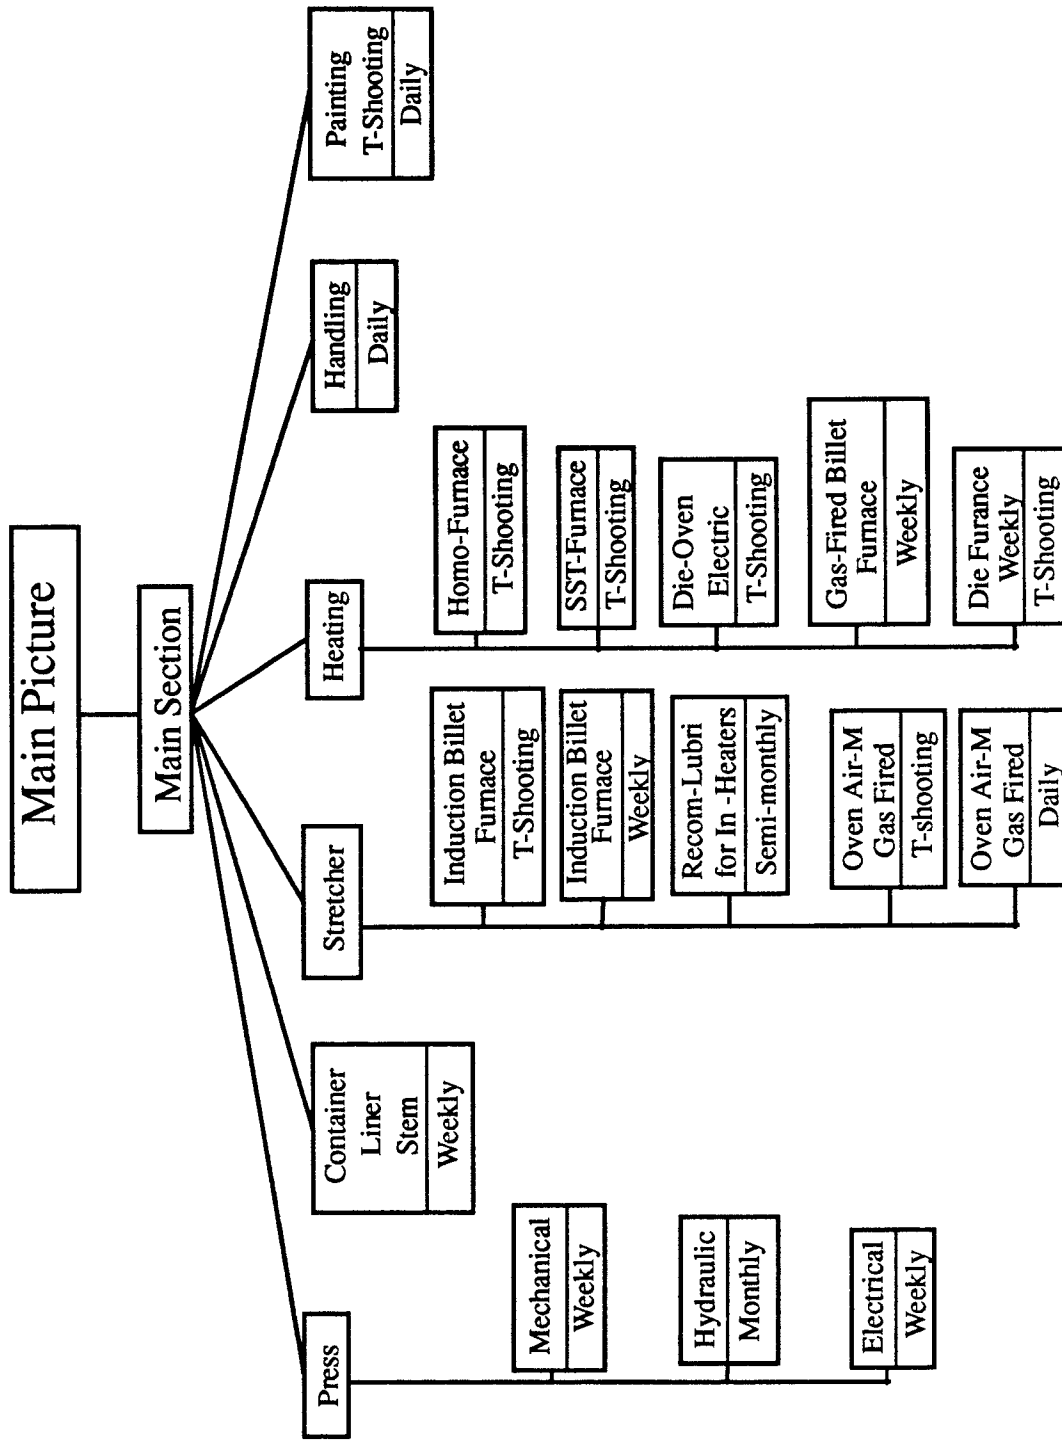 Main Picture
Main Section
Press
Mechanical
Weekly
Hydraulic
Monthly
Electrical
Weekly
Container
Liner
Stem
Weekly
Stretcher
Induction Billet
Furnace
T-Shooting
Induction Billet
Furnace
Weekly
Recom-Lubri
for In -Heaters
Semi-monthly
Oven Air-M
Gas Fired
T-shooting
Oven Air-M
Gas Fired
Daily
Heating
Homo-Furnace
T-Shooting
SST-Furnace
T-Shooting
Die-Oven
Electric
T-Shooting
Gas-Fired Billet
Furnace
Weekly
Die Furance
Weekly
T-Shooting
Handling
Daily
Painting
T-Shooting
Daily